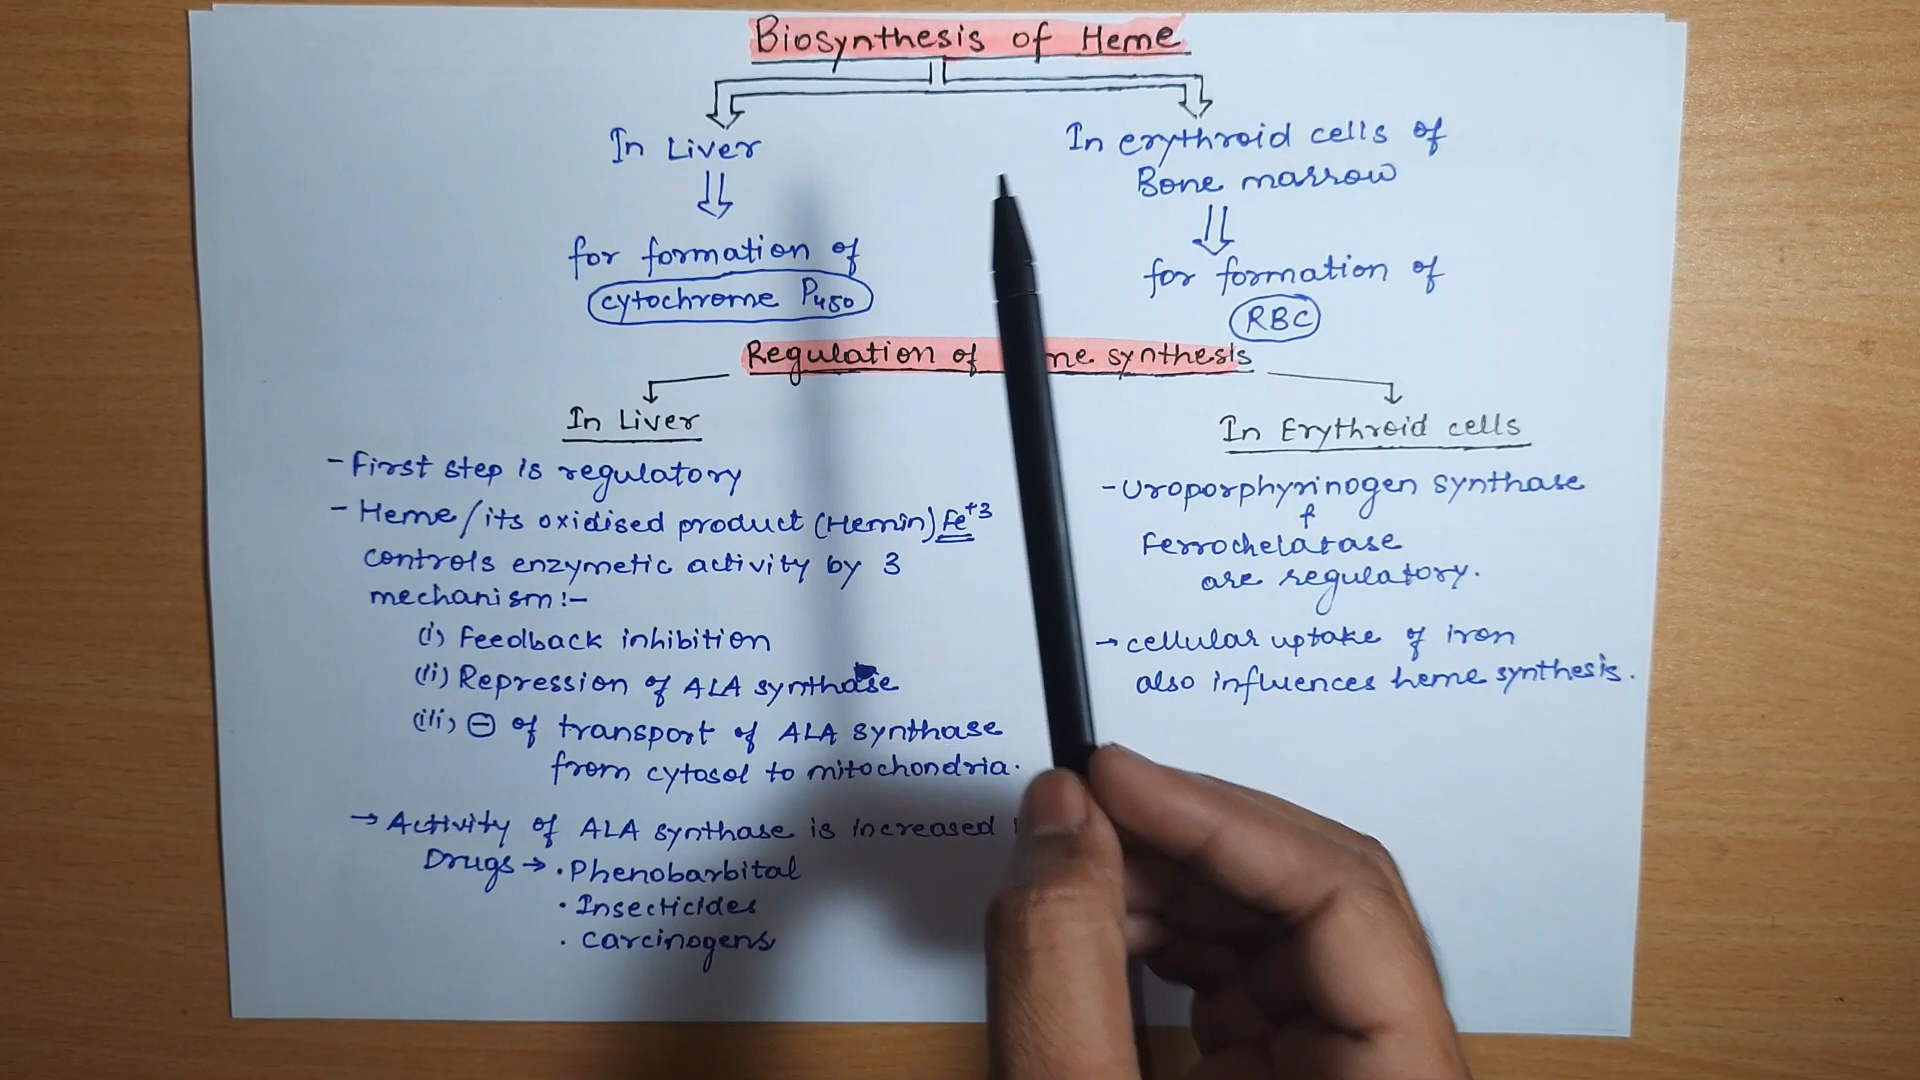 Biosynthesis of Heme
In Liver
for formation of
cytochrome P450
In erythroid cells of
Bone marrow
for formation of
RBC
Regulation of me synthesis
In Liver
- First step is regulatory
- Heme/its oxidised product (Hemin) Fe+3
controls enzymetic activity by 3
mechanism:-
(i) Feedback inhibition
(ii) Repression of ALA synthase
(iii) ⊖ of transport of ALA synthase
from cytosol to mitochondria.
→ Activity of ALA synthase is increased
Drugs → • Phenobarbital
• Insecticides
• carcinogens
In Erythroid cells
- Uroporphyrinogen synthase
f
Ferrochelatase
are regulatory.
→ cellular uptake of iron
also influences heme synthesis.